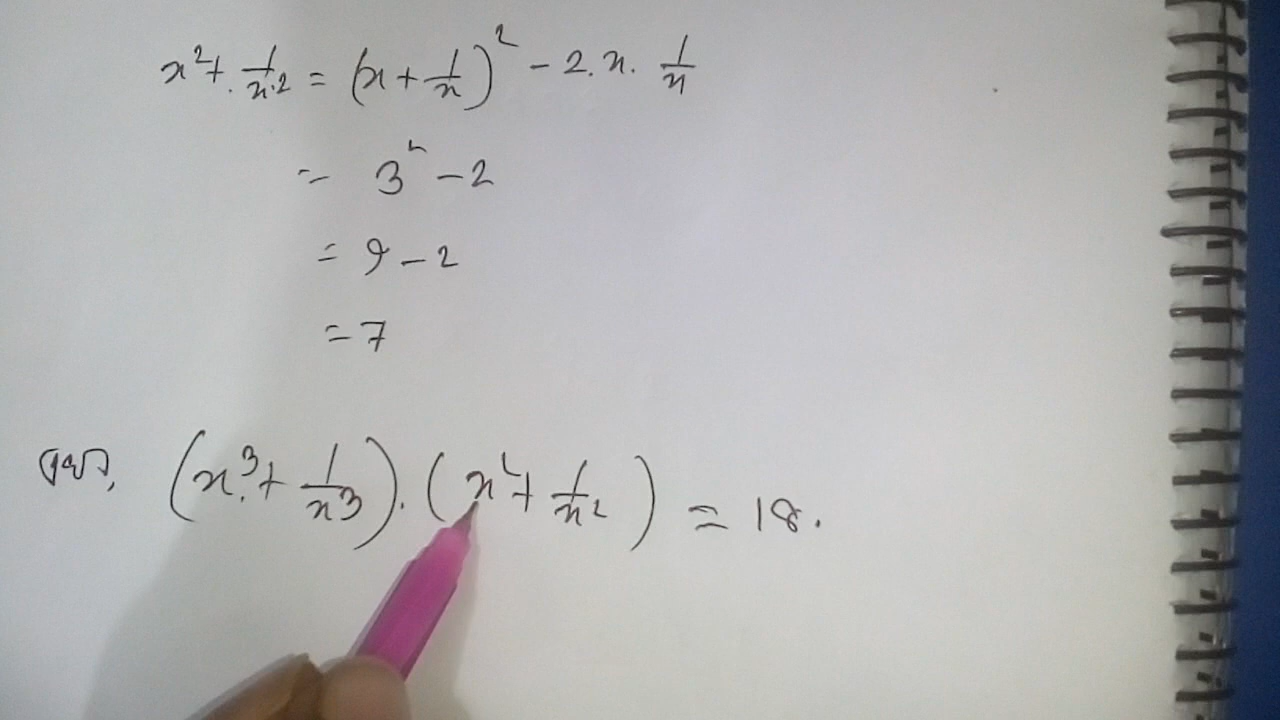 x² + 1/x² = (x + 1/x)² - 2.x. 1/x
= 3² - 2
= 9 - 2
= 7
(x³ + 1/x³).(x² + 1/x²) = 18.